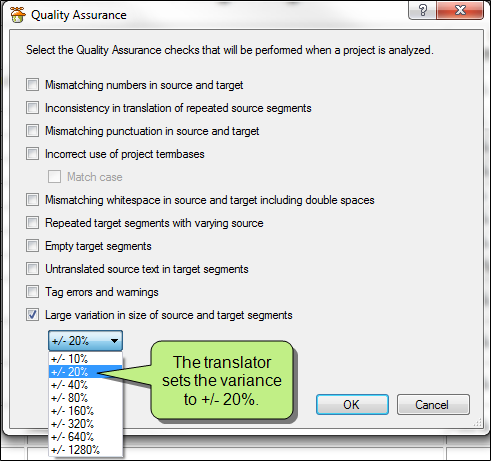 Quality Assurance
Select the Quality Assurance checks that will be performed when a project is analyzed.
Mismatching numbers in source and target
Inconsistency in translation of repeated source segments
Mismatching punctuation in source and target
Incorrect use of project termbases
Match case
Mismatching whitespace in source and target including double spaces
Repeated target segments with varying source
Empty target segments
Untranslated source text in target segments
Tag errors and warnings
Large variation in size of source and target segments
+/- 20%
+/- 10%
+/- 20%
+/- 40%
+/- 80%
+/- 160%
+/- 320%
+/- 640%
+/- 1280%
The translator
sets the variance
to +/- 20%.
OK
Cancel